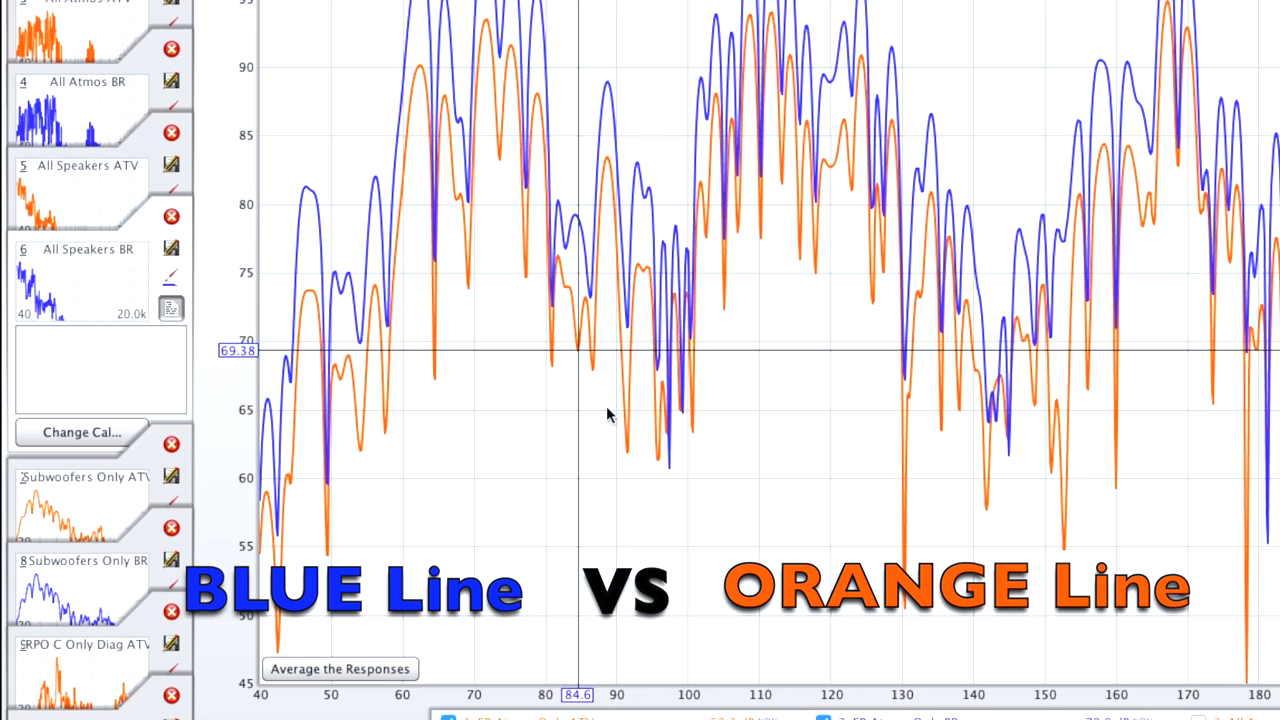 All Atmos ATV
4 All Atmos BR
5 All Speakers ATV
6 All Speakers BR
40 20.0k
Change Cal...
Subwoofers Only ATV
8 Subwoofers Only BR
RPO C Only Diag ATV
95
90
85
80
75
70
69.38
65
60
55
50
45
BLUE Line VS ORANGE Line
Average the Responses
40 50 60 70 80 84.6 90 100 110 120 130 140 150 160 170 180